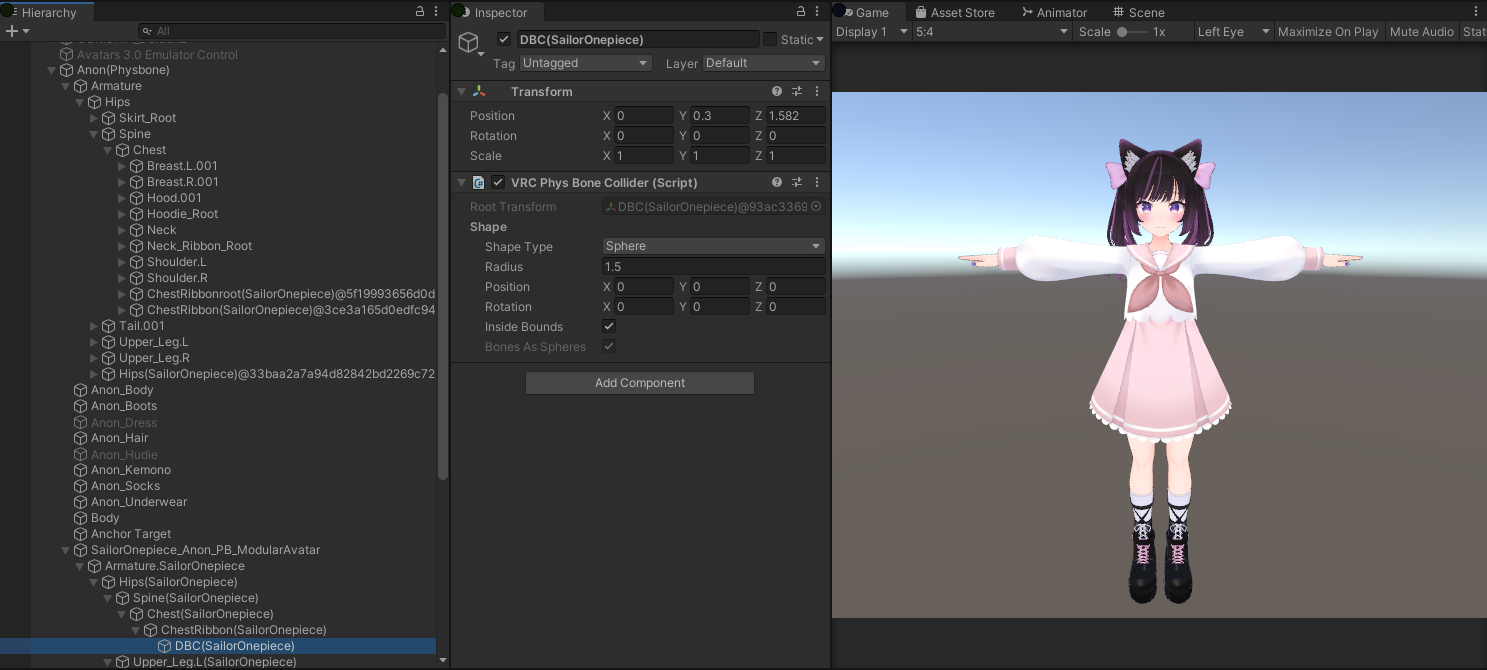 Hierarchy
All
Avatars 3.0 Emulator Control
Anon(Physbone)
Armature
Hips
Skirt_Root
Spine
Chest
Breast.L.001
Breast.R.001
Hood.001
Hoodie_Root
Neck
Neck_Ribbon_Root
Shoulder.L
Shoulder.R
ChestRibbonroot(SailorOnepiece)@5f19993656d0d
ChestRibbon(SailorOnepiece)@3ce3a165d0edfc94
Tail.001
Upper_Leg.L
Upper_Leg.R
Hips(SailorOnepiece)@33baa2a7a94d82842bd2269c72
Anon_Body
Anon_Boots
Anon_Dress
Anon_Hair
Anon_Hudie
Anon_Kemono
Anon_Socks
Anon_Underwear
Body
Anchor Target
SailorOnepiece_Anon_PB_ModularAvatar
Armature.SailorOnepiece
Hips(SailorOnepiece)
Spine(SailorOnepiece)
Chest(SailorOnepiece)
ChestRibbon(SailorOnepiece)
DBC(SailorOnepiece)
Upper_Leg.L(SailorOnepiece)
Inspector
DBC(SailorOnepiece) Static
Tag Untagged Layer Default
Transform
Position X 0 Y 0.3 Z 1.582
Rotation X 0 Y 0 Z 0
Scale X 1 Y 1 Z 1
VRC Phys Bone Collider (Script)
Root Transform DBC(SailorOnepiece)@93ac3369
Shape
Shape Type Sphere
Radius 1.5
Position X 0 Y 0 Z 0
Rotation X 0 Y 0 Z 0
Inside Bounds
Bones As Spheres
Add Component
Game Asset Store Animator Scene
Display 1 5:4 Scale 1x Left Eye Maximize On Play Mute Audio Stat